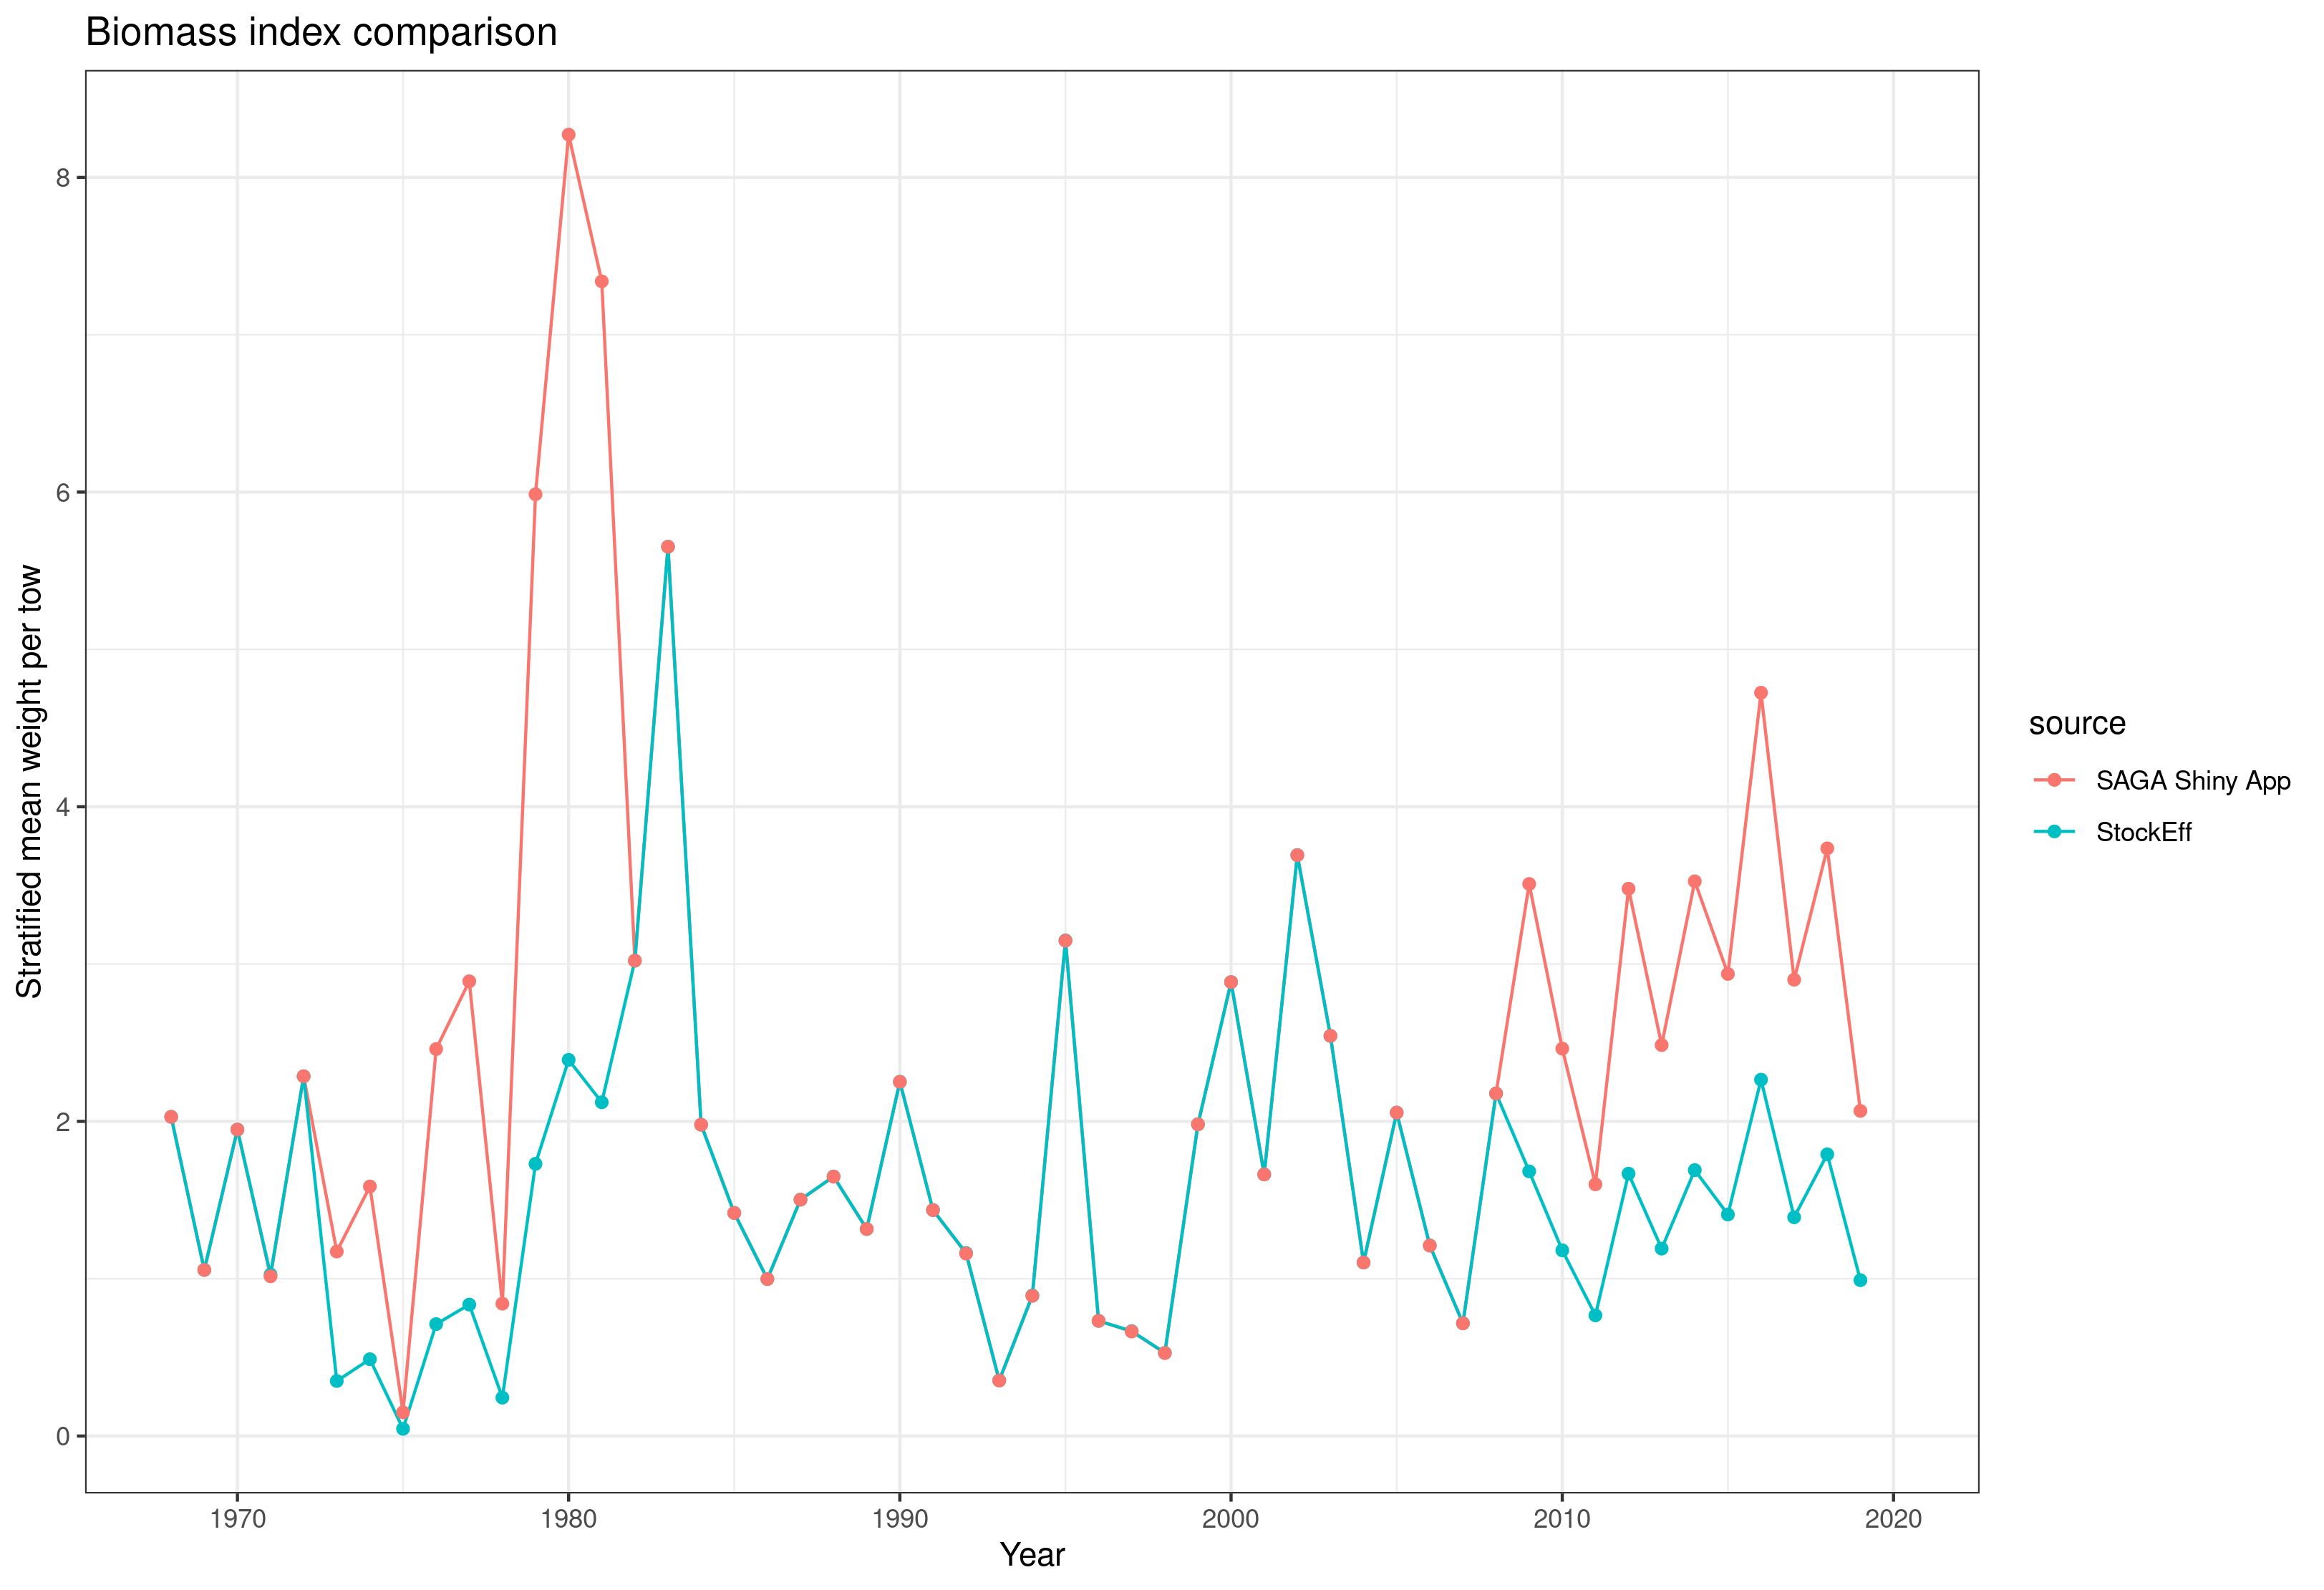 Biomass index comparison
Stratified mean weight per tow
8
6
4
2
0
1970 1980 1990 2000 2010 2020
Year
source
SAGA Shiny App
StockEff